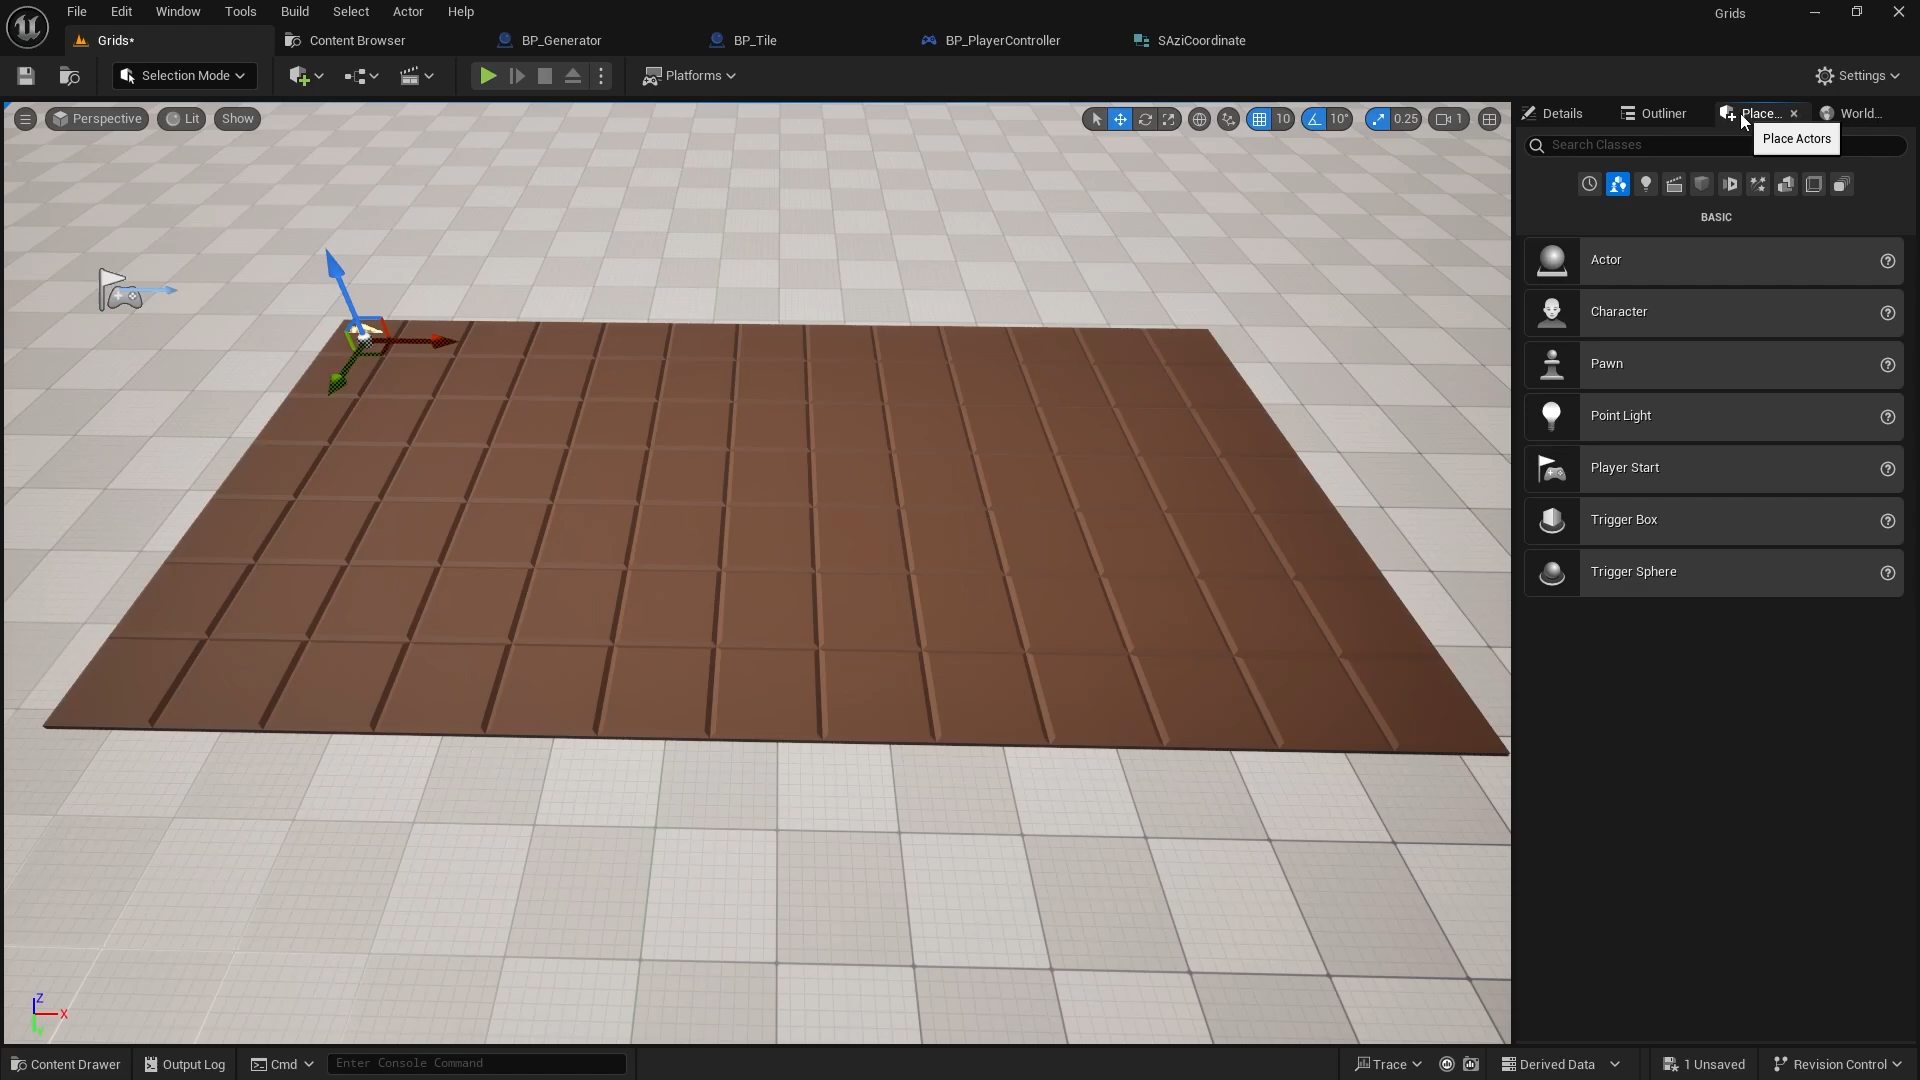 File Edit Window Tools Build Select Actor Help
Grids
Grids• Content Browser BP_Generator BP_Tile BP_PlayerController SAziCoordinate
Selection Mode Platforms Settings
Perspective Lit Show 10 10° 0.25 1
Details Outliner Place... World...
Place Actors
Search Classes
BASIC
Actor
Character
Pawn
Point Light
Player Start
Trigger Box
Trigger Sphere
Z
X
Y
Content Drawer Output Log Cmd Enter Console Command Trace Derived Data 1 Unsaved Revision Control